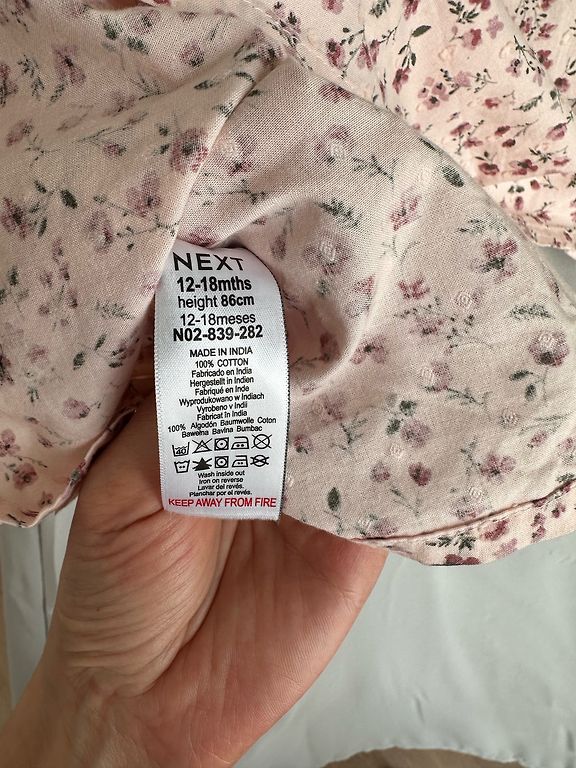 NEXT
12-18mths
height 86cm
12-18meses
N02-839-282
MADE IN INDIA
100% COTTON
Fabricado en India
Hergestellt in Indien
Fabriqué en Inde
Wyprodukowano w Indiach
Vyrobeno v Indii
Fabricat în India
100% Algodón Baumwolle Coton
Bawełna Bavlna Bumbac
40
Wash inside out
Iron on reverse
Lavar del revés.
Planchar por el revés.
KEEP AWAY FROM FIRE